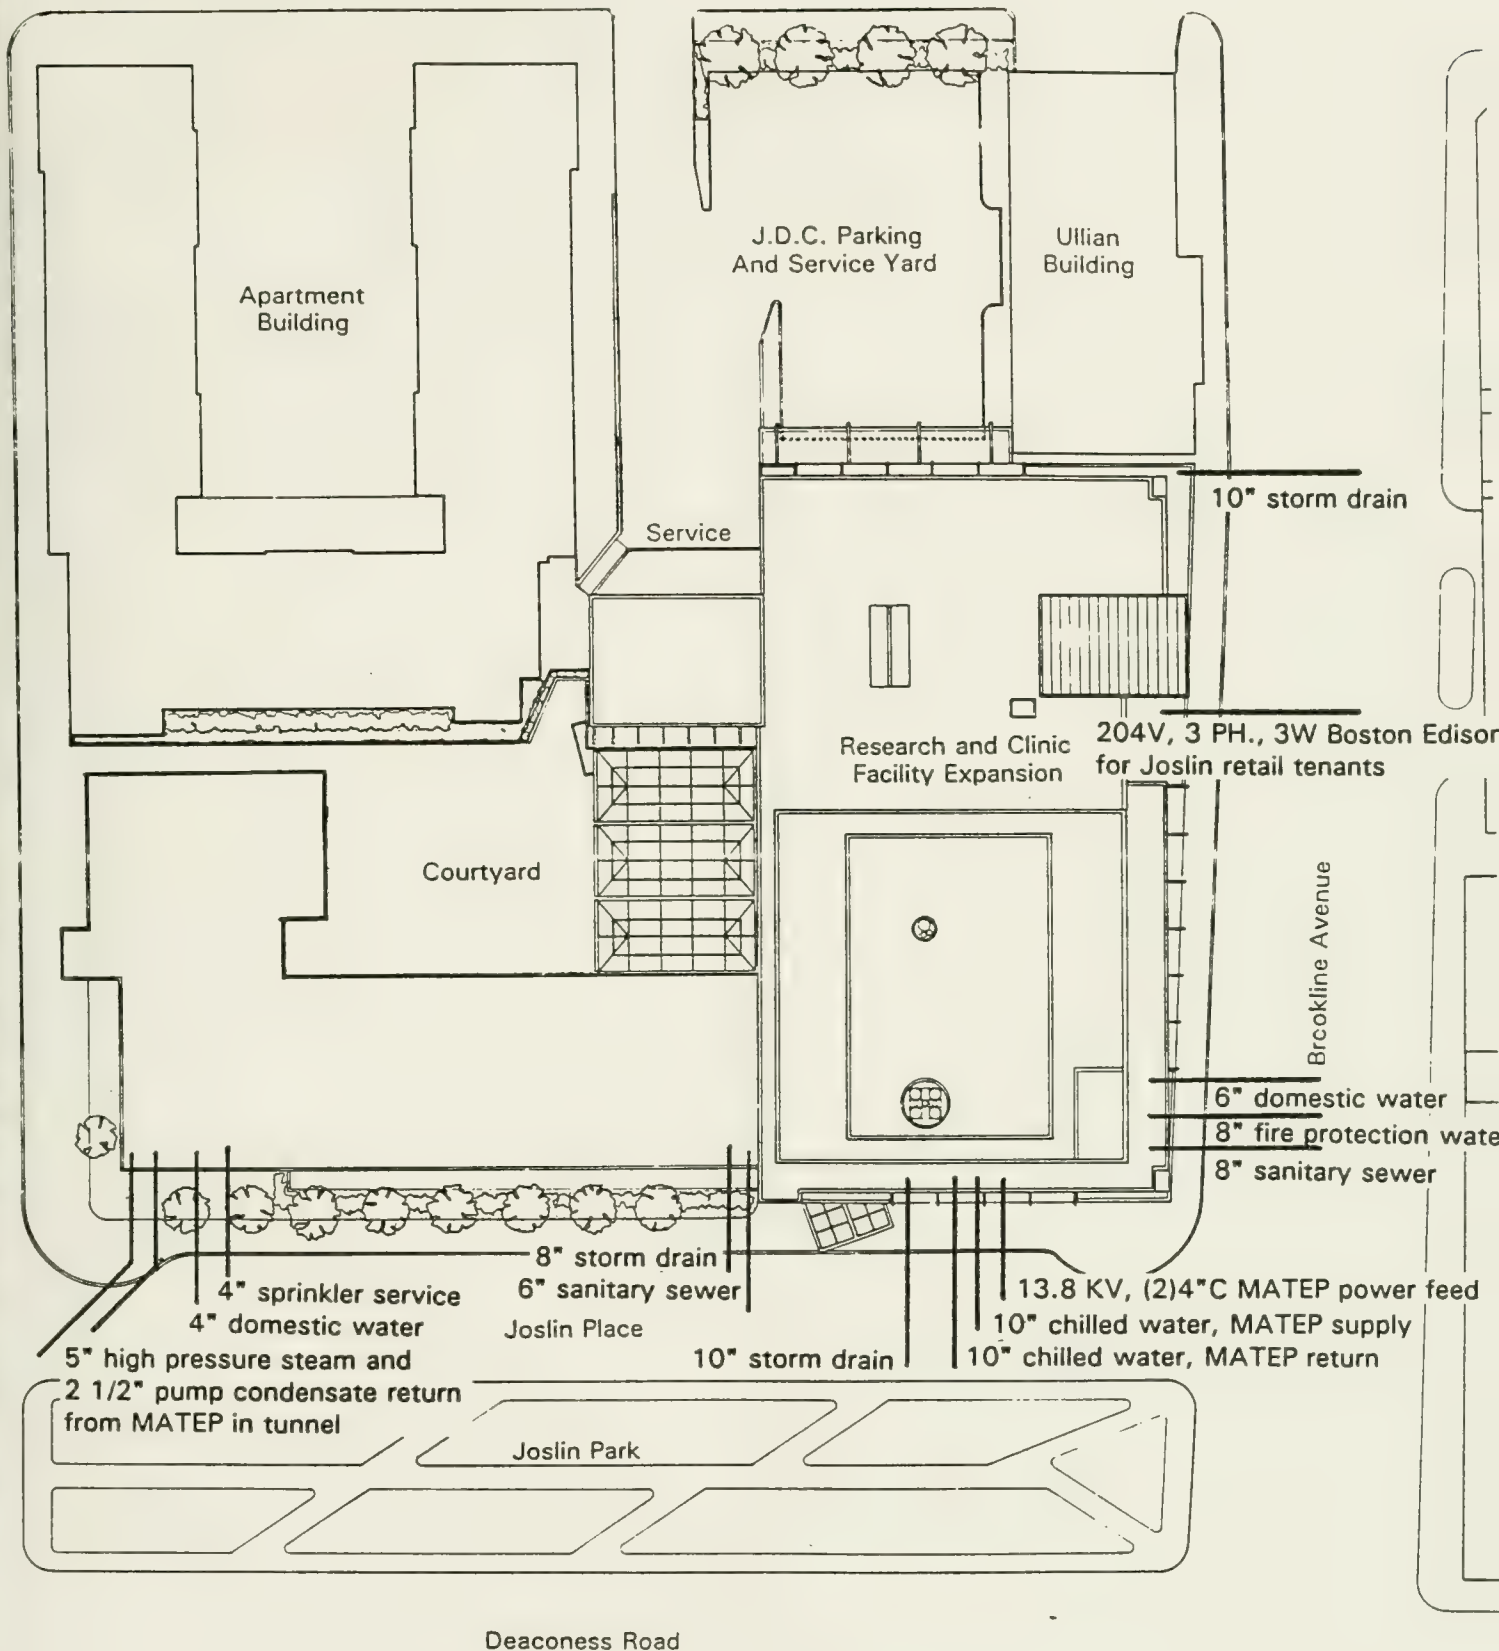 J.D.C. Parking
And Service Yard
Ullian
Building
Apartment
Building
10" storm drain
Service
204V, 3 PH., 3W Boston Edison
for Joslin retail tenants
Research and Clinic
Facility Expansion
Courtyard
Brookline Avenue
6" domestic water
8" fire protection wate
8" sanitary sewer
8" storm drain
6" sanitary sewer
4" sprinkler service
4" domestic water
Joslin Place
13.8 KV, (2)4"C MATEP power feed
10" chilled water, MATEP supply
10" storm drain
10" chilled water, MATEP return
5" high pressure steam and
2 1/2" pump condensate return
from MATEP in tunnel
Joslin Park
Deaconess Road